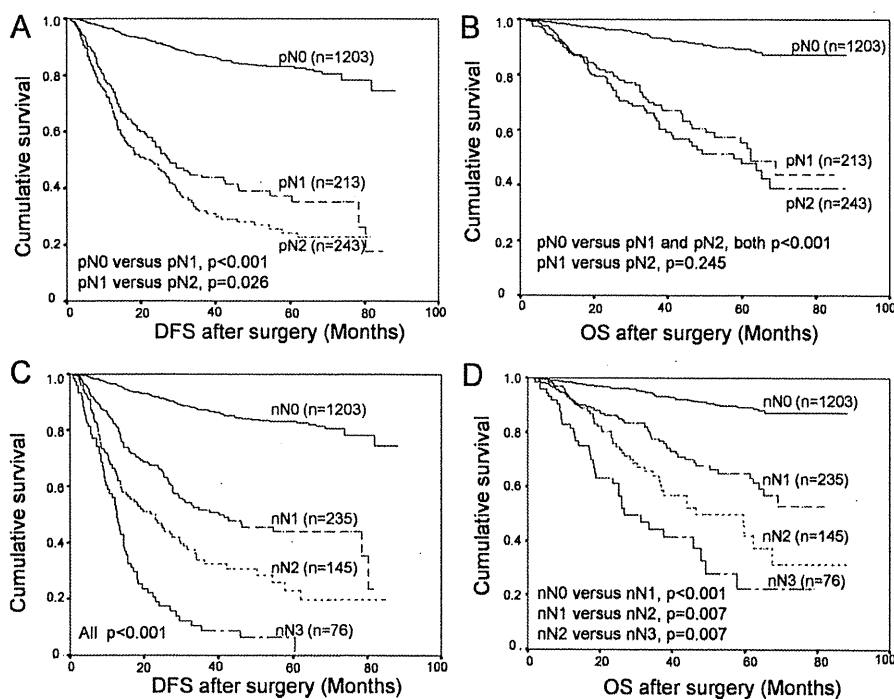 A
Cumulative survival
1.0
0.8
0.6
0.4
0.2
0
pN0 (n=1203)
pN1 (n=213)
pN2 (n=243)
pN0 versus pN1, p<0.001
pN1 versus pN2, p=0.026
0 20 40 60 80 100
DFS after surgery (Months)
B
Cumulative survival
1.0
0.8
0.6
0.4
0.2
0.
pN0 (n=1203)
pN1 (n=213)
pN2 (n=243)
pN0 versus pN1 and pN2, both p<0.001
pN1 versus pN2, p=0.245
0 20 40 60 80 100
OS after surgery (Months)
C
Cumulative survival
1.0
0.8
0.6
0.4
0.2
0.
nN0 (n=1203)
nN1 (n=235)
nN2 (n=145)
nN3 (n=76)
All p<0.001
0 20 40 60 80 100
DFS after surgery (Months)
D
Cumulative survival
1.0
0.8
0.6
0.4
0.2
0.
nN0 (n=1203)
nN1 (n=235)
nN2 (n=145)
nN3 (n=76)
nN0 versus nN1, p<0.001
nN1 versus nN2, p=0.007
nN2 versus nN3, p=0.007
0 20 40 60 80 100
OS after surgery (Months)